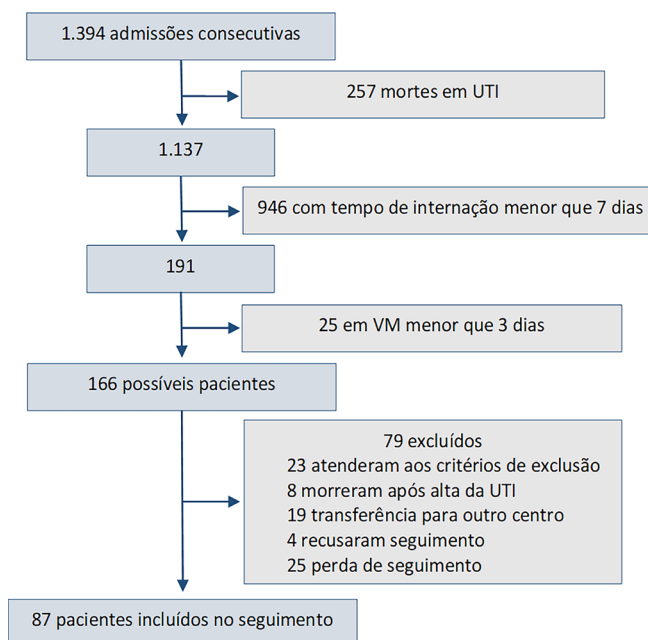 1.394 admissões consecutivas
257 mortes em UTI
1.137
946 com tempo de internação menor que 7 dias
191
25 em VM menor que 3 dias
166 possíveis pacientes
79 excluídos
23 atenderam aos critérios de exclusão
8 morreram após alta da UTI
19 transferência para outro centro
4 recusaram seguimento
25 perda de seguimento
87 pacientes incluídos no seguimento